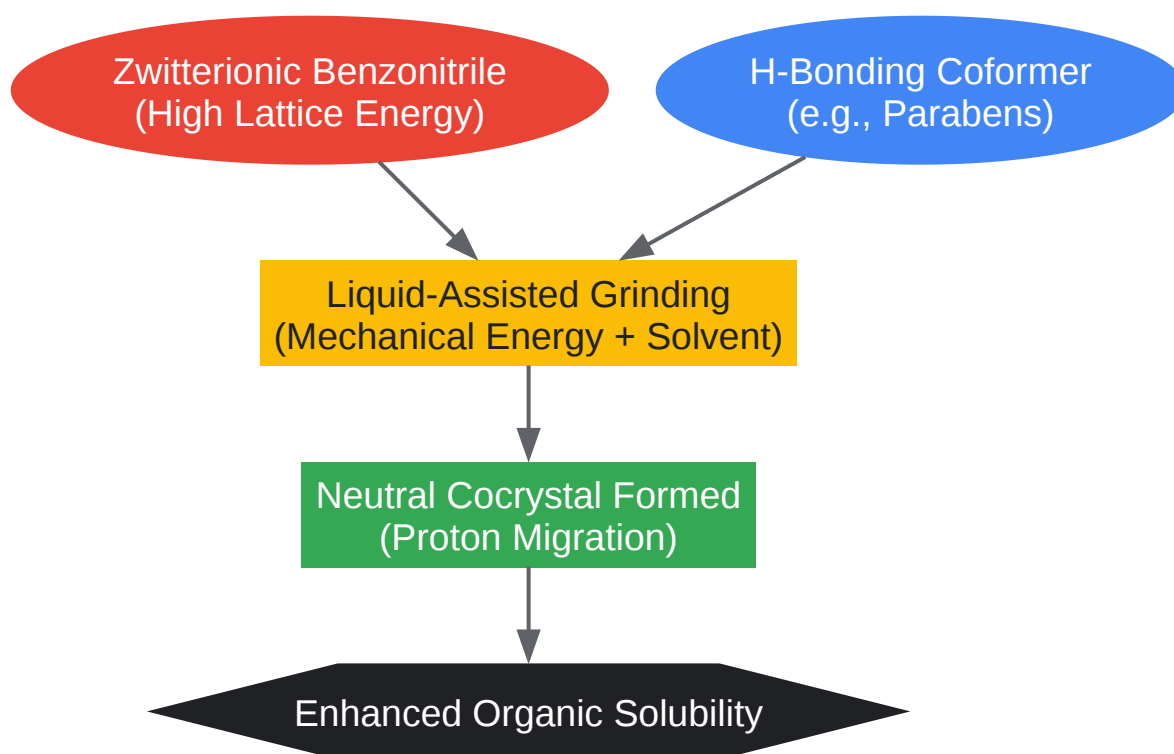 Zwitterionic Benzonitrile
(High Lattice Energy)
H-Bonding Coformer
(e.g., Parabens)
Liquid-Assisted Grinding
(Mechanical Energy + Solvent)
Neutral Cocrystal Formed
(Proton Migration)
Enhanced Organic Solubility